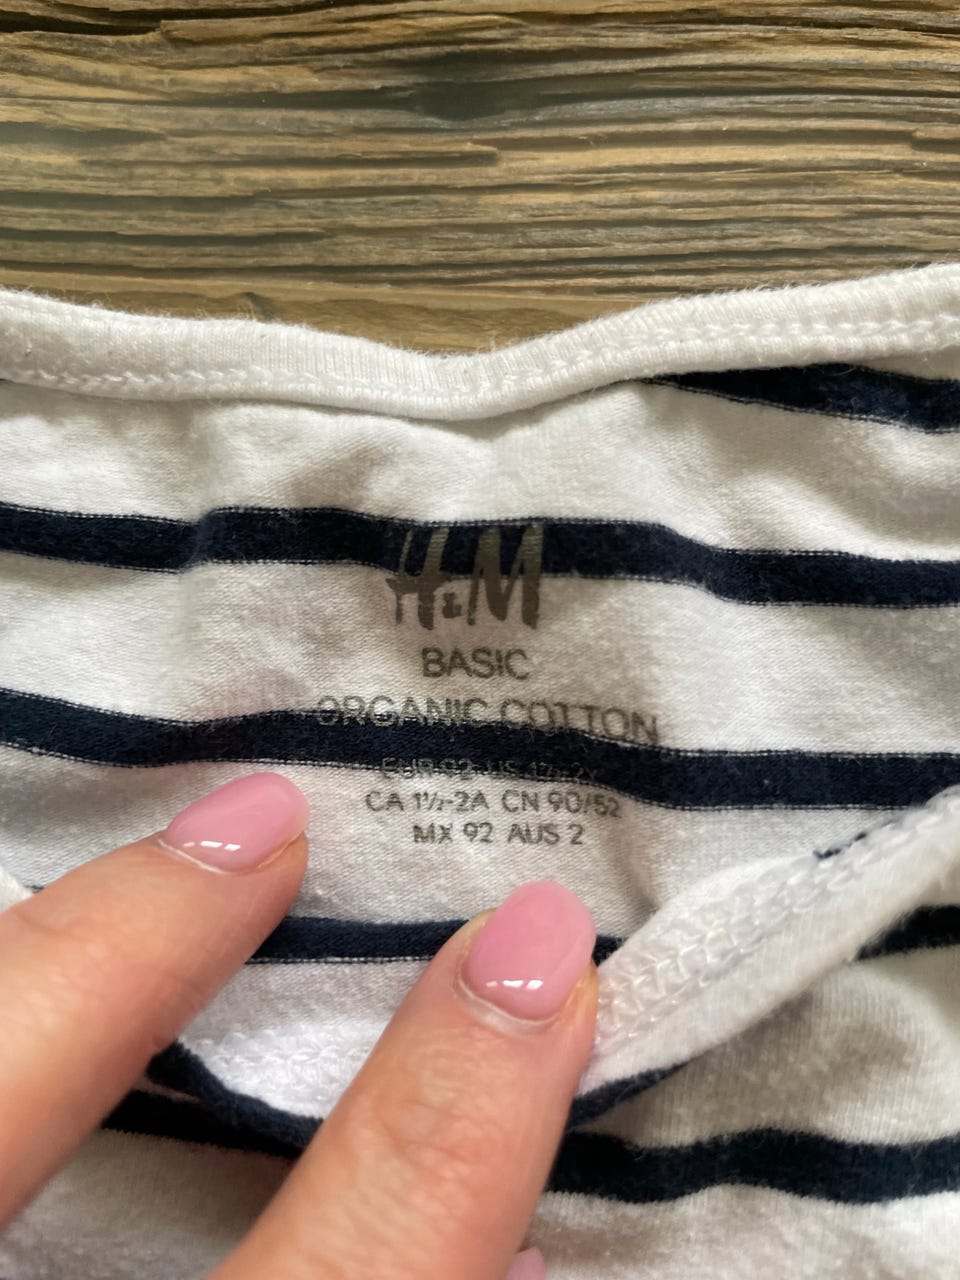 H&M
BASIC
ORGANIC COTTON
EUR 92 US 1½-2Y
CA 1½-2A CN 90/52
MX 92 AUS 2